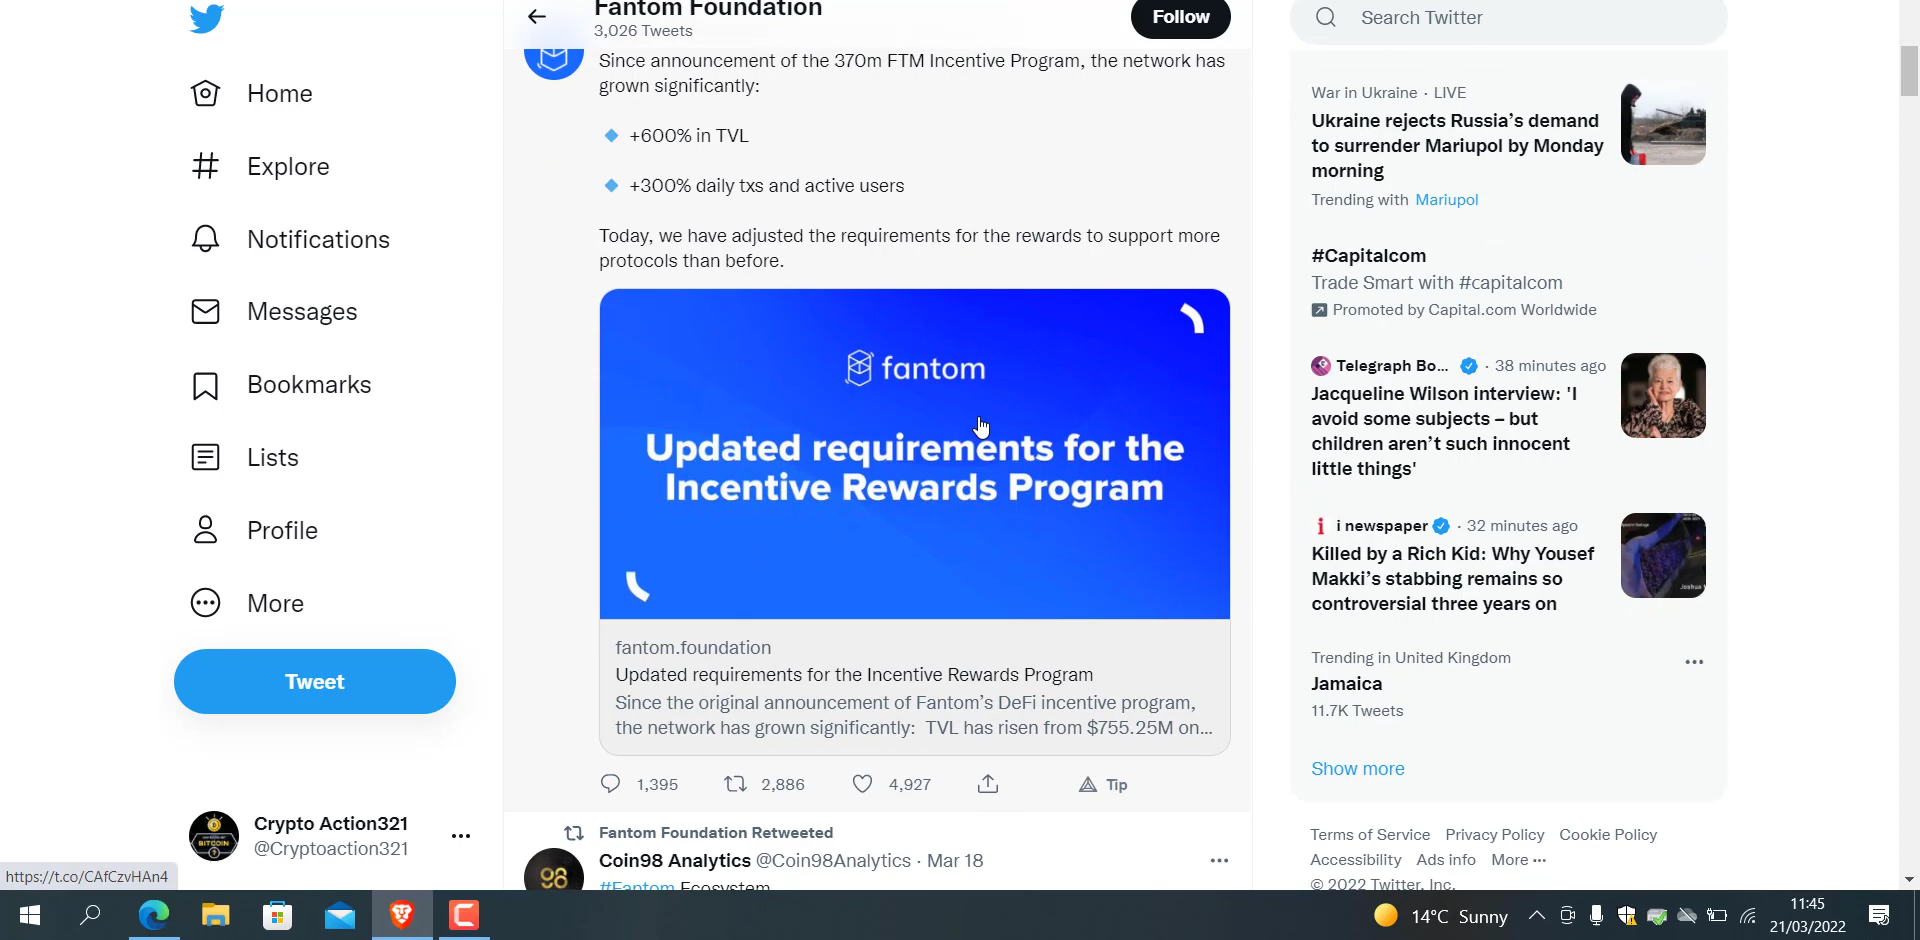 Home
Explore
Notifications
Messages
Bookmarks
Lists
Profile
More
Tweet
Crypto Action321
@Cryptoaction321
https://t.co/CAfCzvHAn4
Fantom Foundation
3,026 Tweets
Follow
Since announcement of the 370m FTM Incentive Program, the network has
grown significantly:
+600% in TVL
+300% daily txs and active users
Today, we have adjusted the requirements for the rewards to support more
protocols than before.
fantom
Updated requirements for the
Incentive Rewards Program
fantom.foundation
Updated requirements for the Incentive Rewards Program
Since the original announcement of Fantom's DeFi incentive program,
the network has grown significantly: TVL has risen from $755.25M on...
1,395
2,886
4,927
Tip
Fantom Foundation Retweeted
Coin98 Analytics @Coin98Analytics · Mar 18
98
#Fantom Ecosystem
Search Twitter
War in Ukraine · LIVE
Ukraine rejects Russia's demand
to surrender Mariupol by Monday
morning
Trending with Mariupol
#Capitalcom
Trade Smart with #capitalcom
Promoted by Capital.com Worldwide
Telegraph Bo... · 38 minutes ago
Jacqueline Wilson interview: 'I
avoid some subjects – but
children aren't such innocent
little things'
i newspaper · 32 minutes ago
Killed by a Rich Kid: Why Yousef
Makki's stabbing remains so
controversial three years on
Trending in United Kingdom
Jamaica
11.7K Tweets
Show more
Terms of Service Privacy Policy Cookie Policy
Accessibility Ads info More ···
© 2022 Twitter, Inc.
14°C Sunny
11:45
21/03/2022